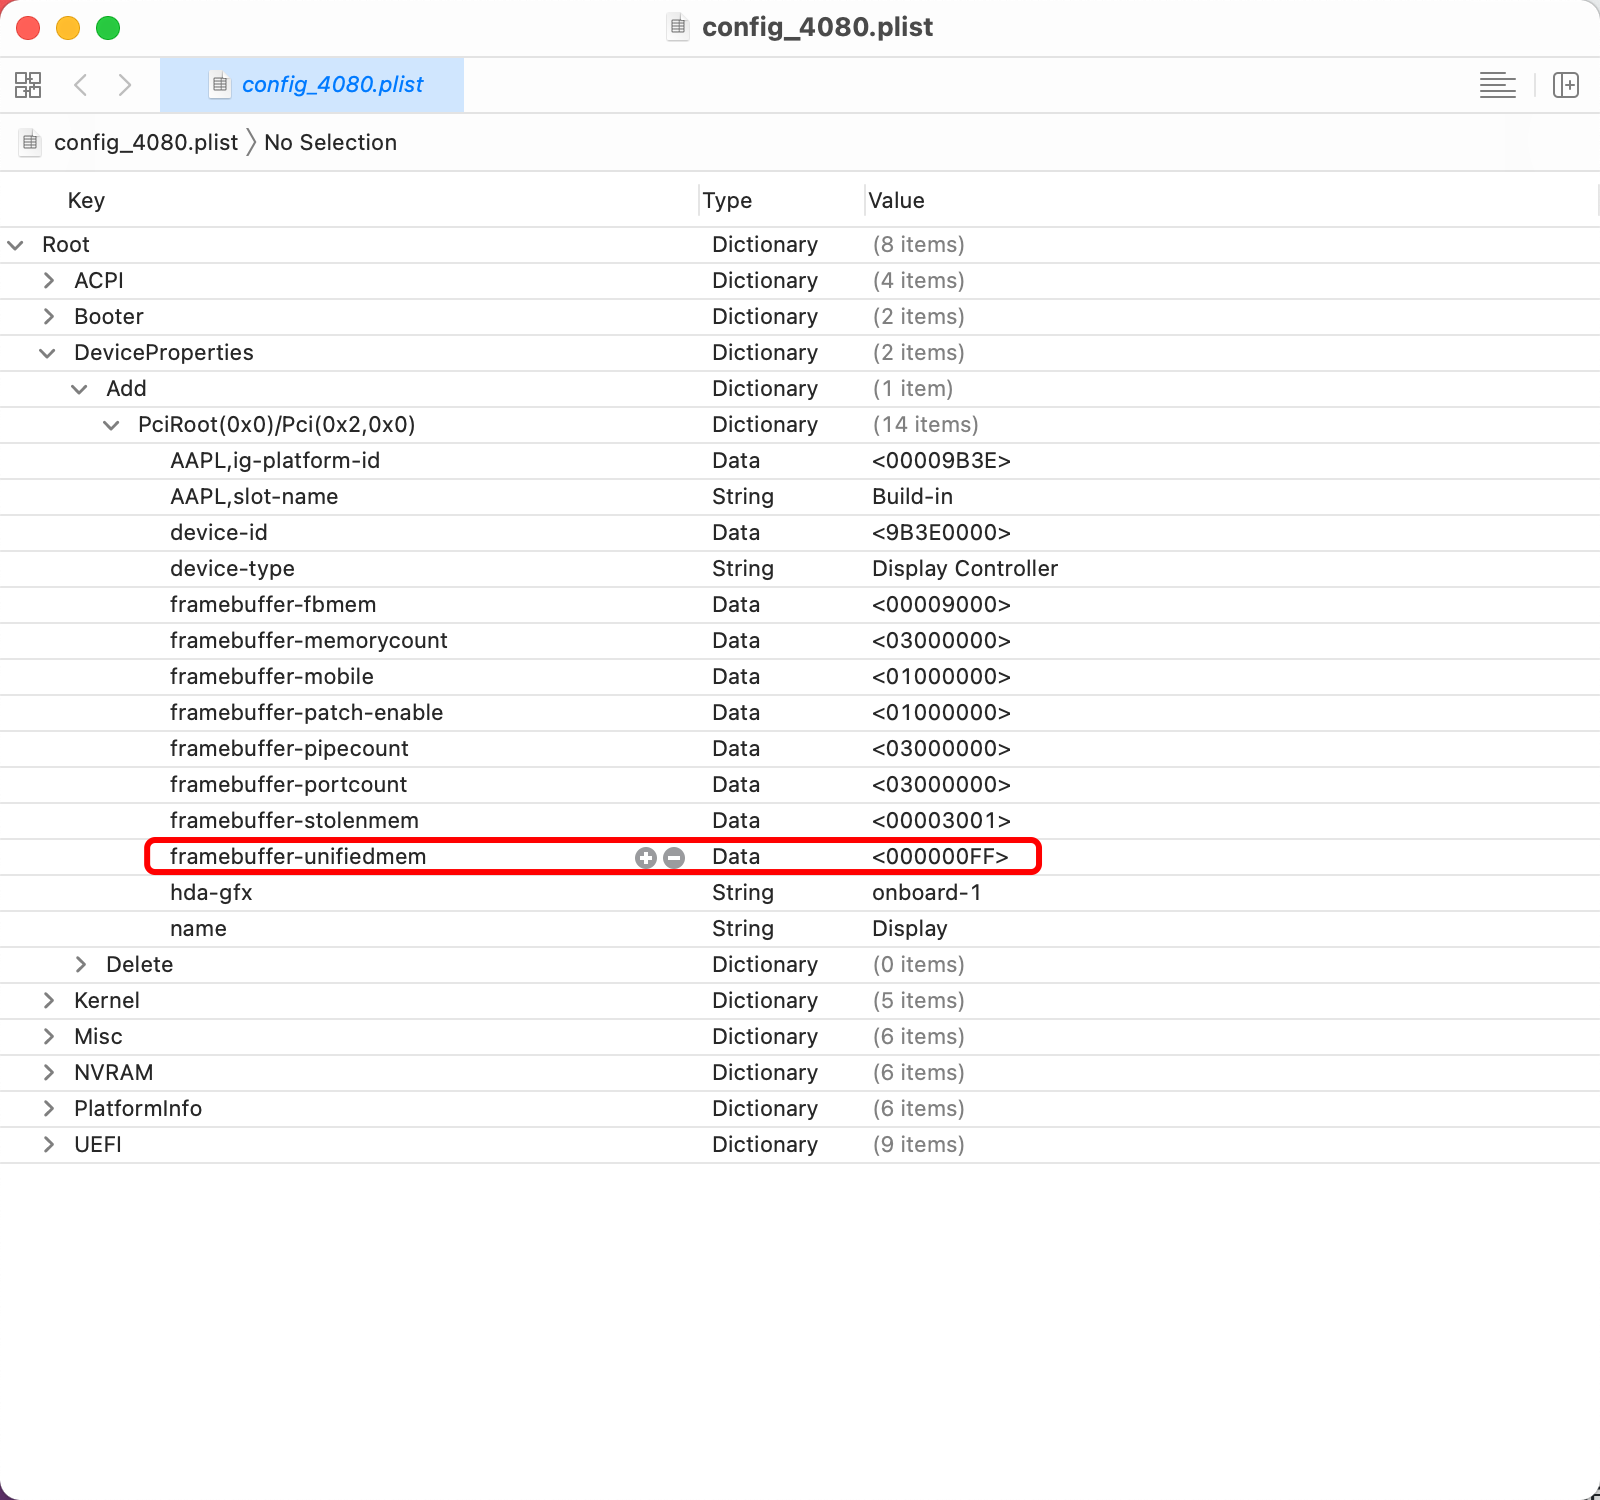 config_4080.plist
config_4080.plist
config_4080.plist No Selection
Key Type Value
Root Dictionary (8 items)
ACPI Dictionary (4 items)
Booter Dictionary (2 items)
DeviceProperties Dictionary (2 items)
Add Dictionary (1 item)
PciRoot(0x0)/Pci(0x2,0x0) Dictionary (14 items)
AAPL,ig-platform-id Data <00009B3E>
AAPL,slot-name String Build-in
device-id Data <9B3E0000>
device-type String Display Controller
framebuffer-fbmem Data <00009000>
framebuffer-memorycount Data <03000000>
framebuffer-mobile Data <01000000>
framebuffer-patch-enable Data <01000000>
framebuffer-pipecount Data <03000000>
framebuffer-portcount Data <03000000>
framebuffer-stolenmem Data <00003001>
framebuffer-unifiedmem Data <000000FF>
hda-gfx String onboard-1
name String Display
Delete Dictionary (0 items)
Kernel Dictionary (5 items)
Misc Dictionary (6 items)
NVRAM Dictionary (6 items)
PlatformInfo Dictionary (6 items)
UEFI Dictionary (9 items)